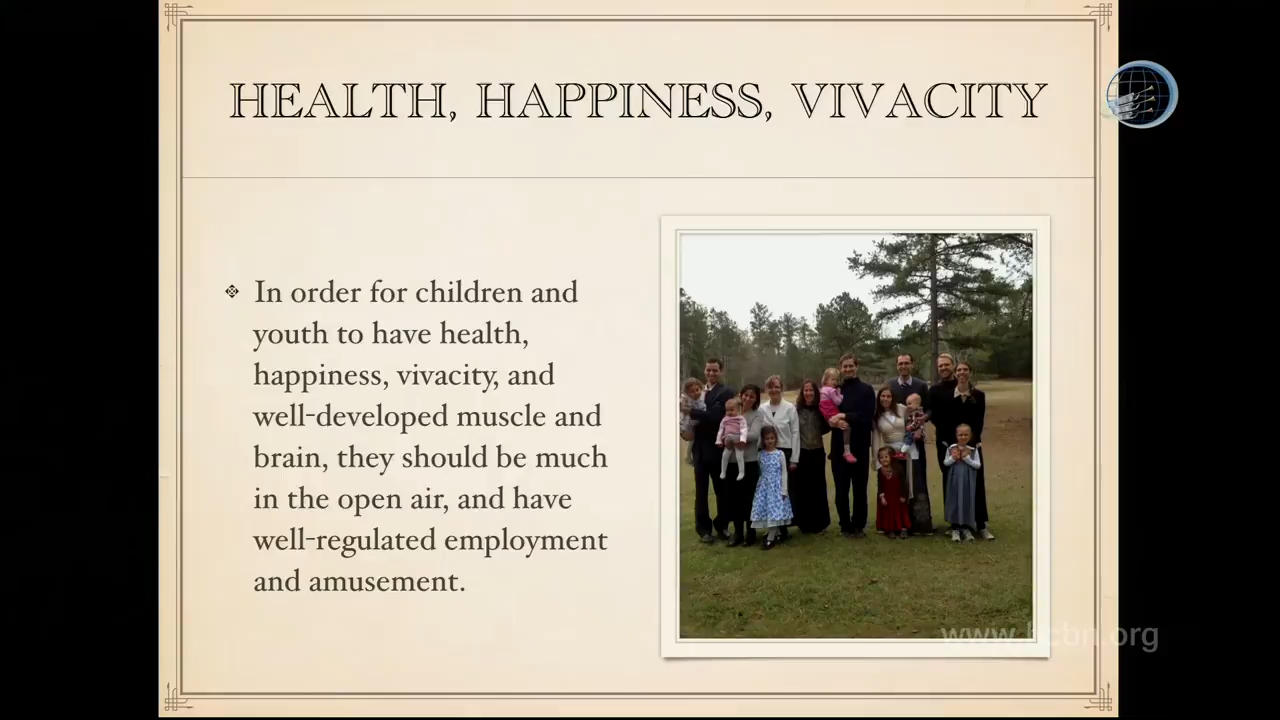 HEALTH, HAPPINESS, VIVACITY
In order for children and
youth to have health,
happiness, vivacity, and
well-developed muscle and
brain, they should be much
in the open air, and have
well-regulated employment
and amusement.